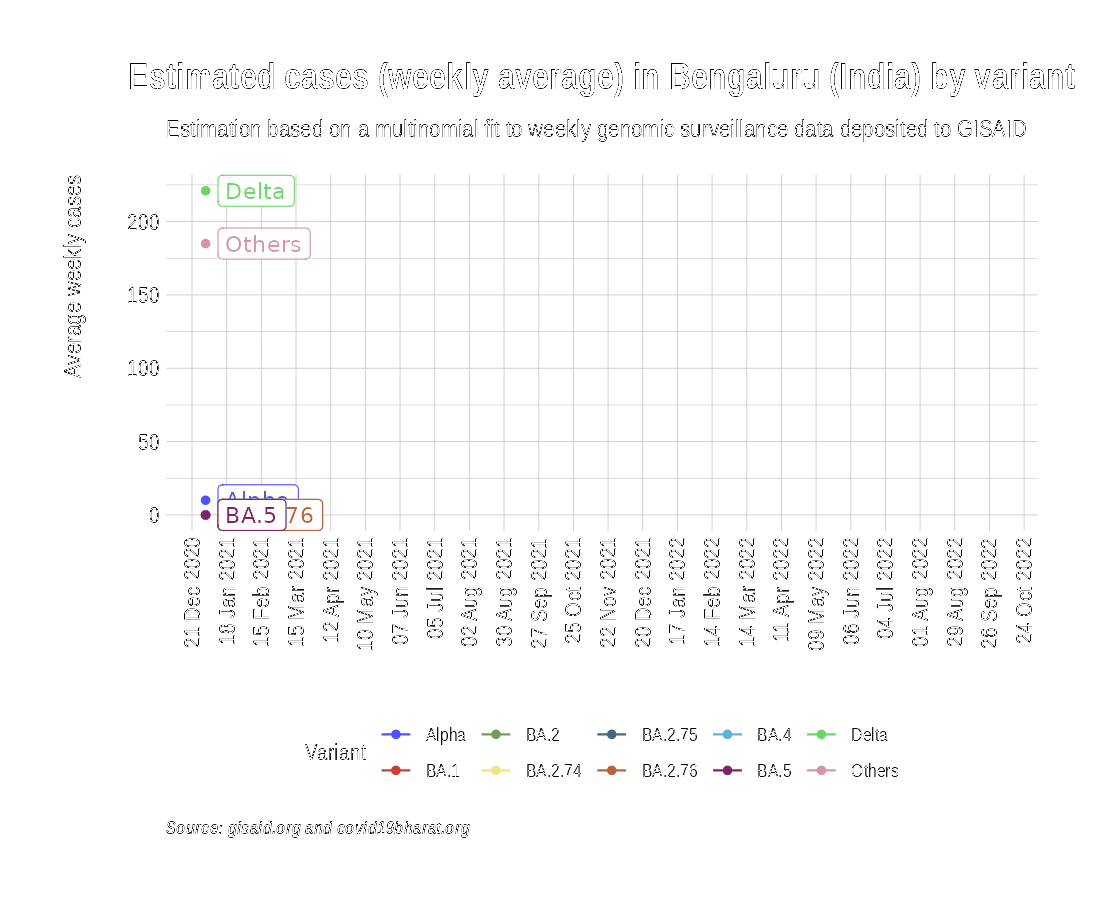 Estimated cases (weekly average) in Bengaluru (India) by variant
Estimation based on a multinomial fit to weekly genomic surveillance data deposited to GISAID
Average weekly cases
200
150
100
50
0
Delta
Others
Alpha
BA.5
76
21 Dec 2020
18 Jan 2021
15 Feb 2021
15 Mar 2021
12 Apr 2021
10 May 2021
07 Jun 2021
05 Jul 2021
02 Aug 2021
30 Aug 2021
27 Sep 2021
25 Oct 2021
22 Nov 2021
20 Dec 2021
17 Jan 2022
14 Feb 2022
14 Mar 2022
11 Apr 2022
09 May 2022
06 Jun 2022
04 Jul 2022
01 Aug 2022
29 Aug 2022
26 Sep 2022
24 Oct 2022
Variant
Alpha BA.2 BA.2.75 BA.4 Delta
BA.1 BA.2.74 BA.2.76 BA.5 Others
Source: gisaid.org and covid19bharat.org